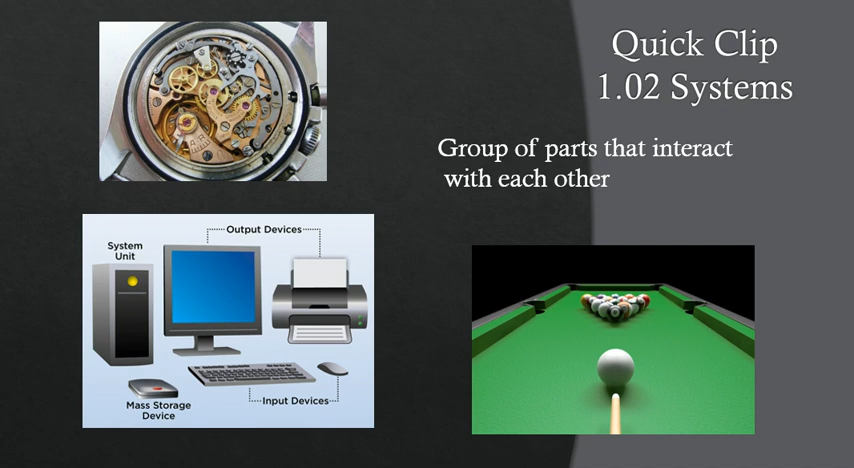 Quick Clip
1.02 Systems
Group of parts that interact
with each other
Output Devices
System
Unit
Input Devices
Mass Storage
Device